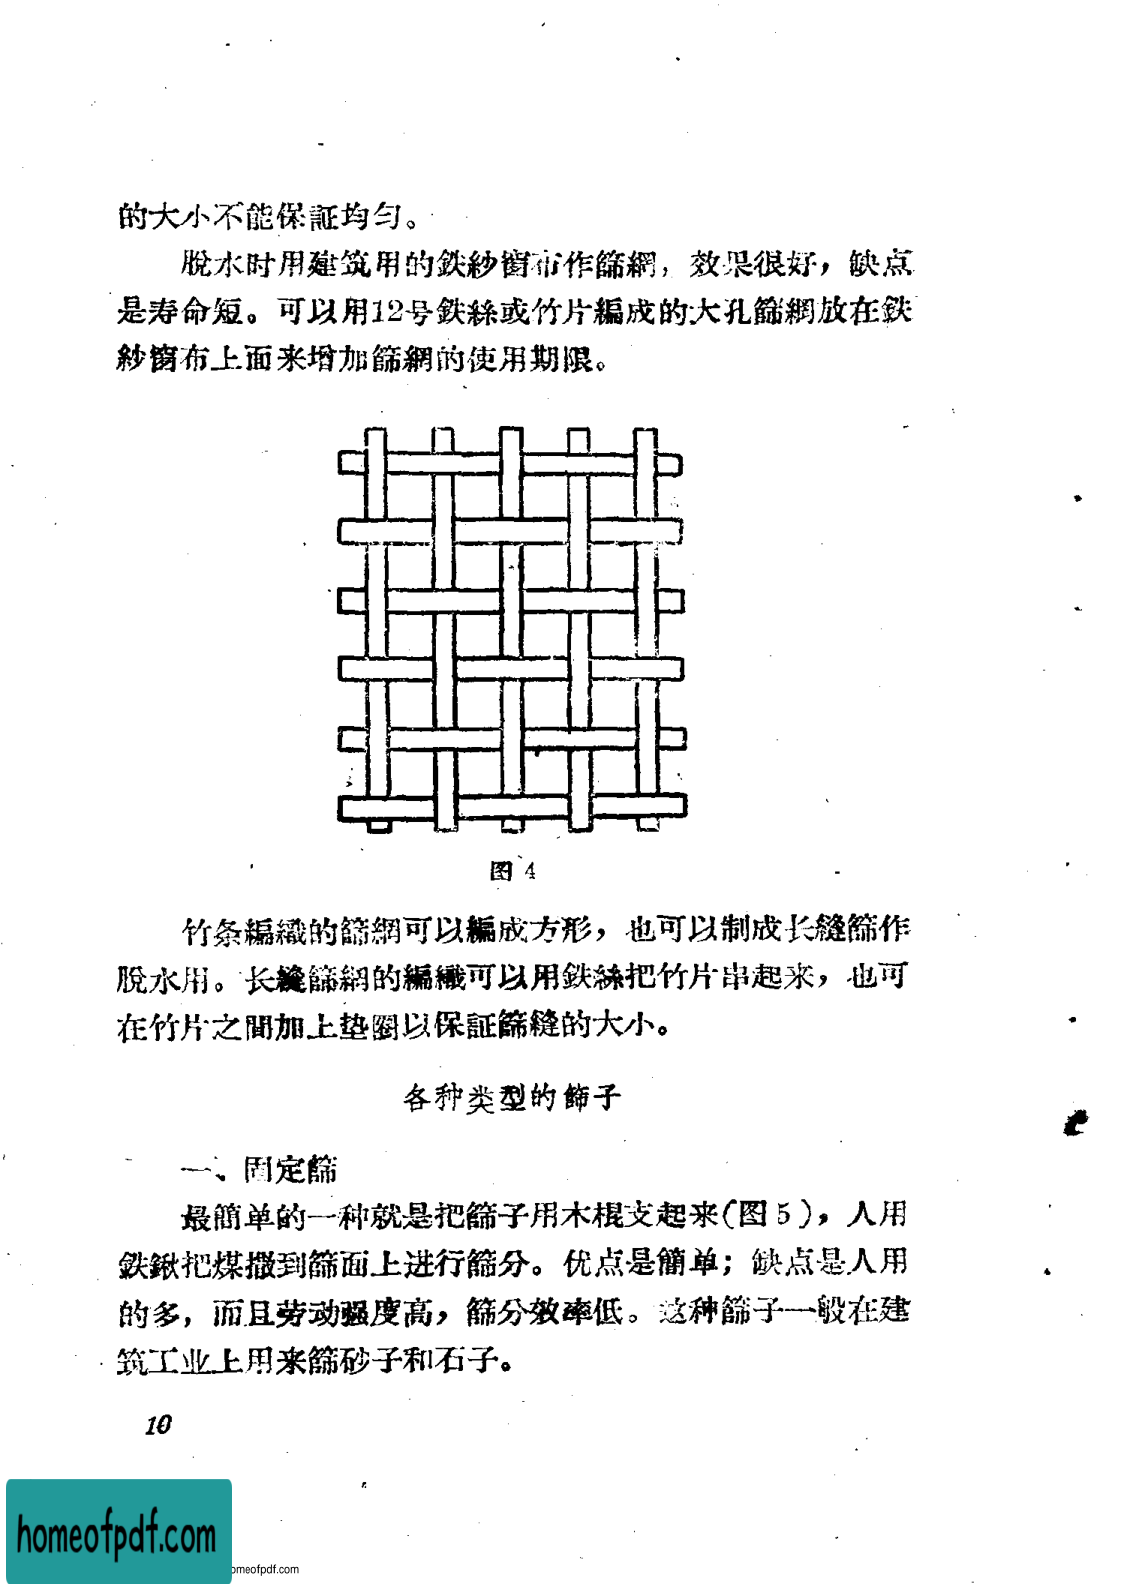 的大小不能保証均匀。
脫水时用建筑用的鉄紗窗布作篩網，效果很好，缺点
是寿命短。可以用12号鉄絲或竹片編成的大孔篩網放在鉄
紗窗布上面来增加篩網的使用期限。
图4
竹条編織的篩網可以編成方形，也可以制成长縫篩作
脫水用。长縫篩網的編織可以用鉄絲把竹片串起来，也可
在竹片之間加上垫圈以保証篩縫的大小。
各种类型的篩子
一、固定篩
最簡单的一种就是把篩子用木棍支起来(图5)，人用
鉄鍬把煤撒到篩面上进行篩分。优点是簡单；缺点是人用
的多，而且劳动强度高，篩分效率低。这种篩子一般在建
筑工业上用来篩砂子和石子。
10
homeofpdf.com
omeofpdf.com